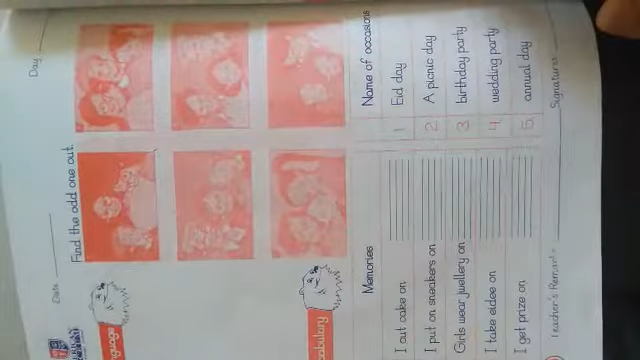 Date
Day
Find the odd one out.
Memories
Name of occasions
I cut cake on
1 Eid day
I put on sneakers on
2 A picnic day
Girls wear jwellery on
3 birthday party
I take eidee on
4 wedding party
I get prize on
5 annual day
Teacher's Remarks
Signatures